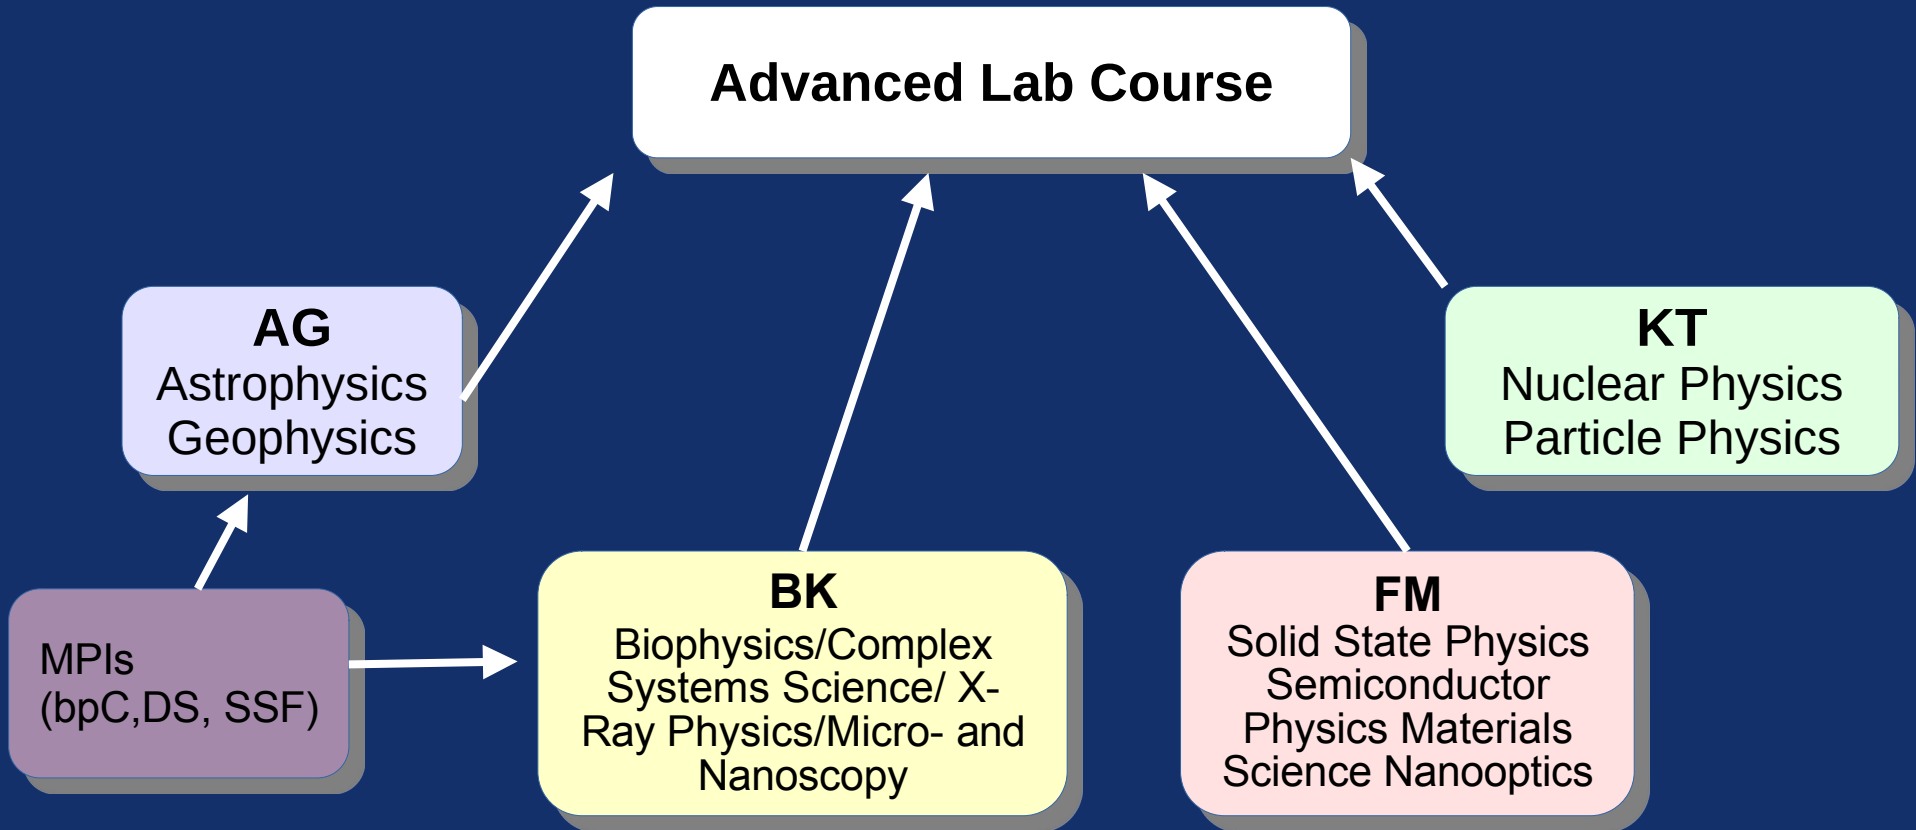 Advanced Lab Course
AG
Astrophysics
Geophysics
KT
Nuclear Physics
Particle Physics
MPIs
(bpC,DS, SSF)
BK
Biophysics/Complex
Systems Science/ X-
Ray Physics/Micro- and
Nanoscopy
FM
Solid State Physics
Semiconductor
Physics Materials
Science Nanooptics